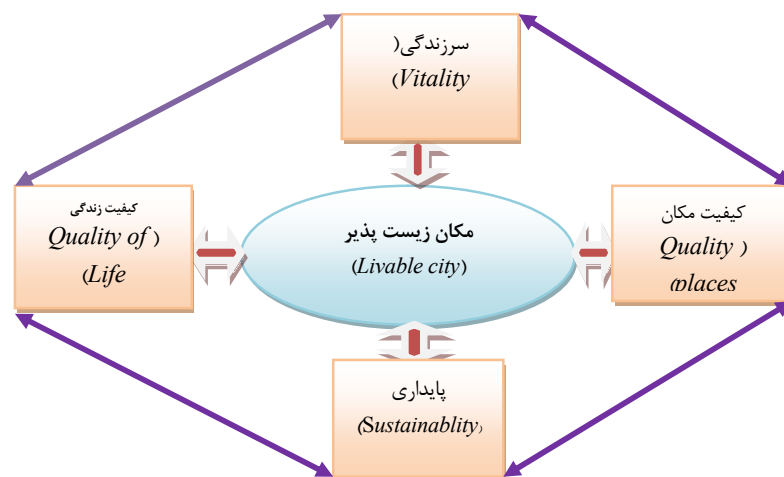 سرزندگی(
(Vitality
کیفیت زندگی
Quality of )
(Life
مکان زیست پذیر
(Livable city)
کیفیت مکان
Quality )
places
پایداری
(Sustainablity)